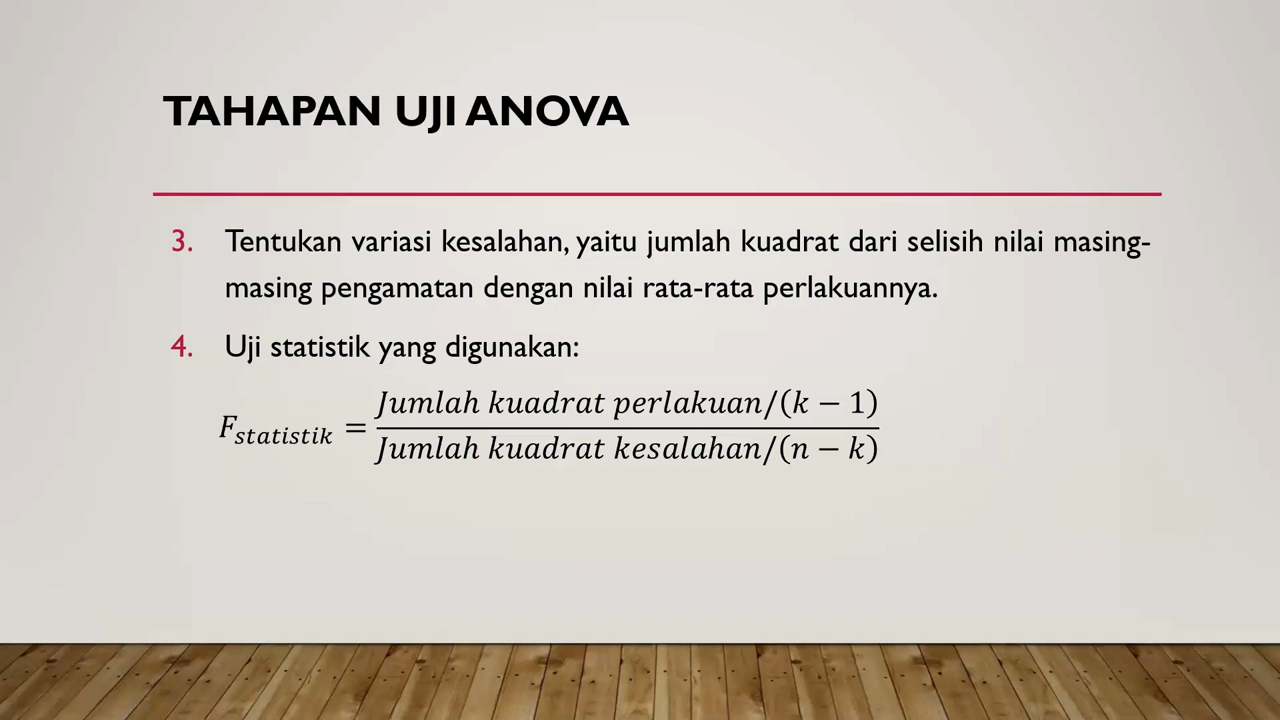 TAHAPAN UJI ANOVA
3. Tentukan variasi kesalahan, yaitu jumlah kuadrat dari selisih nilai masing-
masing pengamatan dengan nilai rata-rata perlakuannya.
4. Uji statistik yang digunakan:
F_statistik = Jumlah kuadrat perlakuan/(k − 1)
Jumlah kuadrat kesalahan/(n − k)